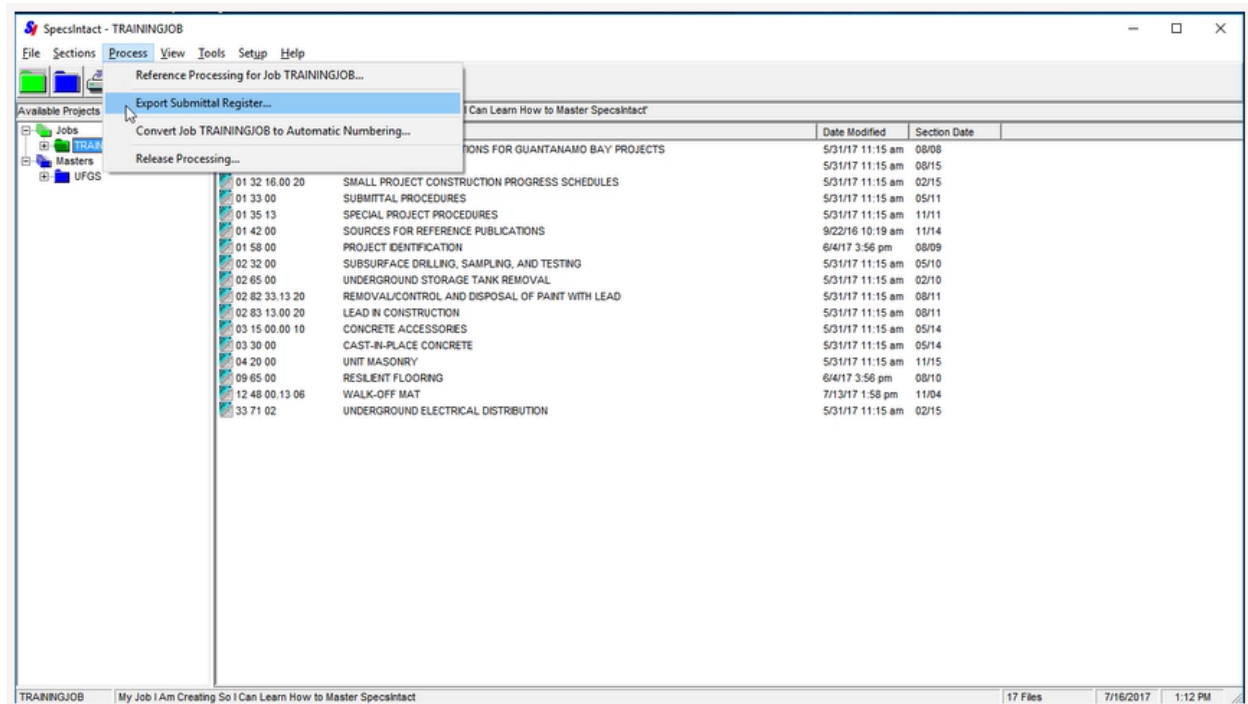 SpecsIntact - TRAININGJOB
File Sections Process View Tools Setup Help
Reference Processing for Job TRAININGJOB...
Export Submittal Register...
Convert Job TRAININGJOB to Automatic Numbering...
Release Processing...
Available Projects
I Can Learn How to Master SpecsIntact'
Jobs
TRAIN
Masters
UFGS
Date Modified Section Date
IONS FOR GUANTANAMO BAY PROJECTS 5/31/17 11:15 am 08/08
5/31/17 11:15 am 08/15
01 32 16.00 20 SMALL PROJECT CONSTRUCTION PROGRESS SCHEDULES 5/31/17 11:15 am 02/15
01 33 00 SUBMITTAL PROCEDURES 5/31/17 11:15 am 05/11
01 35 13 SPECIAL PROJECT PROCEDURES 5/31/17 11:15 am 11/11
01 42 00 SOURCES FOR REFERENCE PUBLICATIONS 9/22/16 10:19 am 11/14
01 58 00 PROJECT IDENTIFICATION 6/4/17 3:56 pm 08/09
02 32 00 SUBSURFACE DRILLING, SAMPLING, AND TESTING 5/31/17 11:15 am 05/10
02 65 00 UNDERGROUND STORAGE TANK REMOVAL 5/31/17 11:15 am 02/10
02 82 33.13 20 REMOVAL/CONTROL AND DISPOSAL OF PAINT WITH LEAD 5/31/17 11:15 am 08/11
02 83 13.00 20 LEAD IN CONSTRUCTION 5/31/17 11:15 am 08/11
03 15 00.00 10 CONCRETE ACCESSORIES 5/31/17 11:15 am 05/14
03 30 00 CAST-IN-PLACE CONCRETE 5/31/17 11:15 am 05/14
04 20 00 UNIT MASONRY 5/31/17 11:15 am 11/15
09 65 00 RESILIENT FLOORING 6/4/17 3:56 pm 08/10
12 48 00.13 06 WALK-OFF MAT 7/13/17 1:58 pm 11/04
33 71 02 UNDERGROUND ELECTRICAL DISTRIBUTION 5/31/17 11:15 am 02/15
TRAININGJOB My Job I Am Creating So I Can Learn How to Master SpecsIntact 17 Files 7/16/2017 1:12 PM